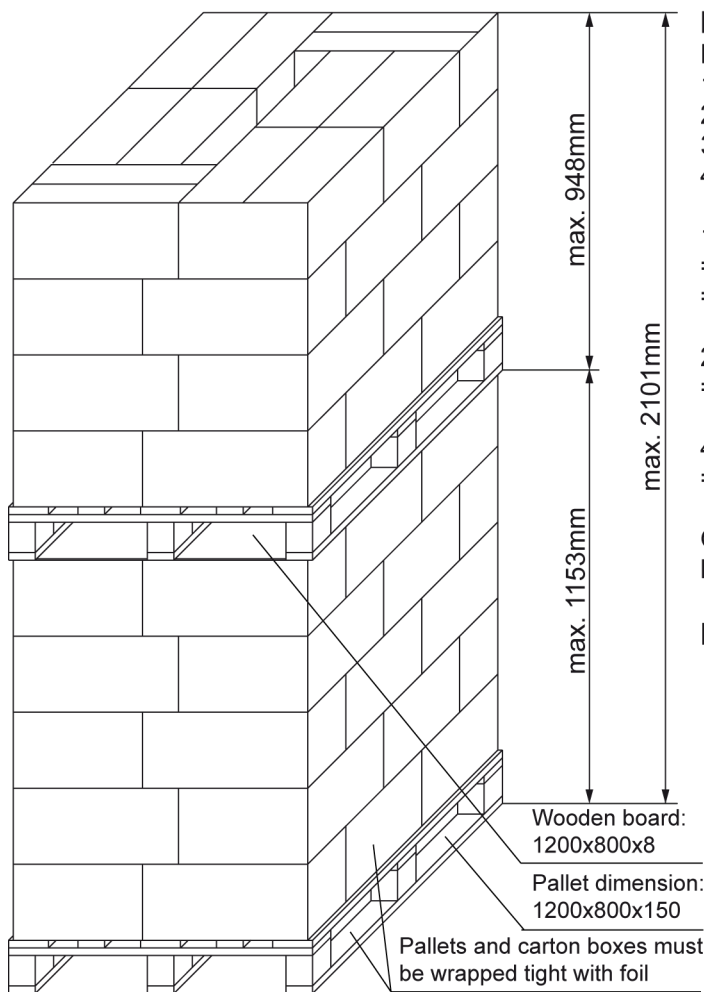 max. 948mm
max. 2101mm
max. 1153mm
Wooden board:
1200x800x8
Pallet dimension:
1200x800x150
Pallets and carton boxes must
be wrapped tight with foil